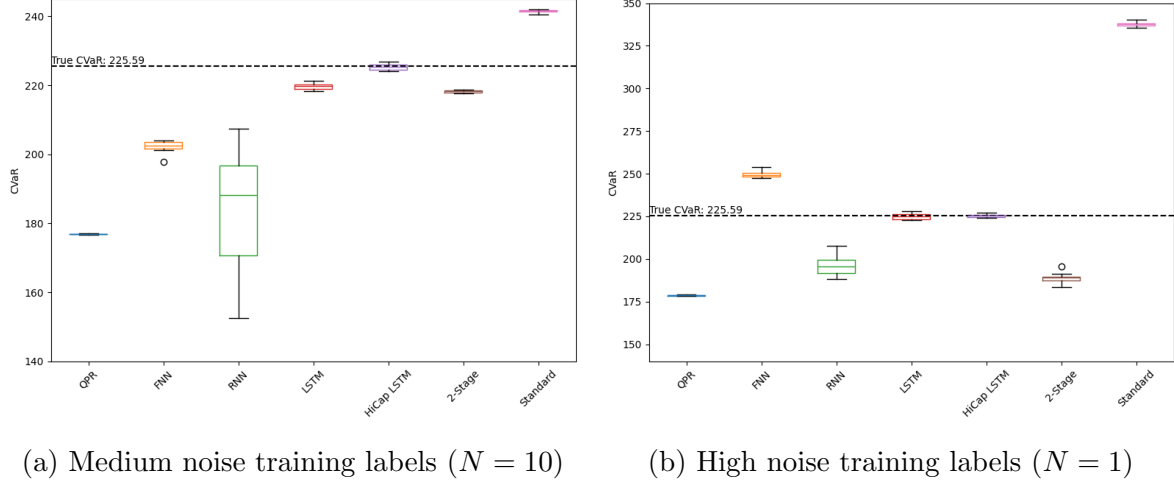 240
220
200
180
160
140
CVaR
True CVaR: 225.59
QPR
FNN
RNN
LSTM
HiCap LSTM
2-Stage
Standard
(a) Medium noise training labels (N = 10)
350
325
300
275
250
225
200
175
150
CVaR
True CVaR: 225.59
QPR
FNN
RNN
LSTM
HiCap LSTM
2-Stage
Standard
(b) High noise training labels (N = 1)